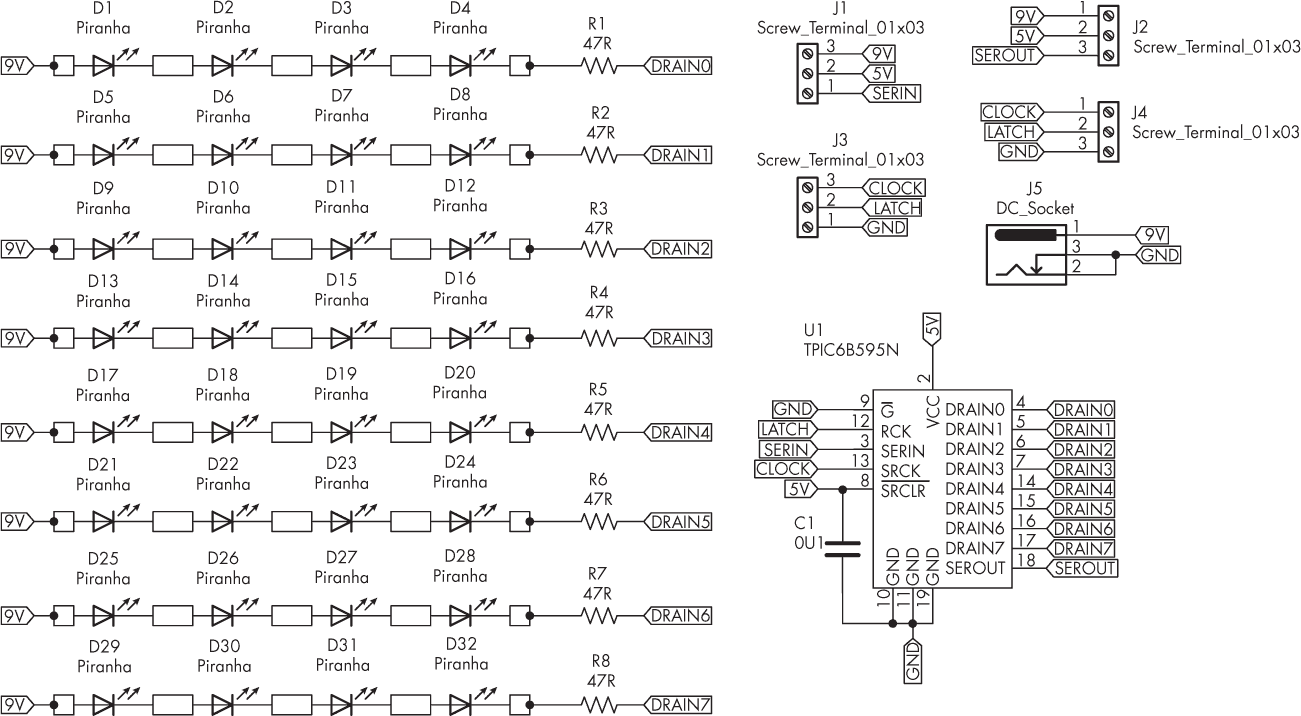 D1 D2 D3 D4
Piranha Piranha Piranha Piranha
R1
47R
9V DRAIN0
D5 D6 D7 D8
Piranha Piranha Piranha Piranha
R2
47R
9V DRAIN1
D9 D10 D11 D12
Piranha Piranha Piranha Piranha
R3
47R
9V DRAIN2
D13 D14 D15 D16
Piranha Piranha Piranha Piranha
R4
47R
9V DRAIN3
D17 D18 D19 D20
Piranha Piranha Piranha Piranha
R5
47R
9V DRAIN4
D21 D22 D23 D24
Piranha Piranha Piranha Piranha
R6
47R
9V DRAIN5
D25 D26 D27 D28
Piranha Piranha Piranha Piranha
R7
47R
9V DRAIN6
D29 D30 D31 D32
Piranha Piranha Piranha Piranha
R8
47R
9V DRAIN7
J1
Screw_Terminal_01x03
3 9V
2 5V
1 SERIN
9V 1
5V 2
SEROUT 3
J2
Screw_Terminal_01x03
J3
Screw_Terminal_01x03
3 CLOCK
2 LATCH
1 GND
CLOCK 1
LATCH 2
GND 3
J4
Screw_Terminal_01x03
J5
DC_Socket
1 9V
3 GND
2
U1
TPIC6B595N
5V
2
VCC
GND 9 G
LATCH 12 RCK
SERIN 3 SERIN
CLOCK 13 SRCK
5V 8 SRCLR
DRAIN0 4 DRAIN0
DRAIN1 5 DRAIN1
DRAIN2 6 DRAIN2
DRAIN3 7 DRAIN3
DRAIN4 14 DRAIN4
DRAIN5 15 DRAIN5
DRAIN6 16 DRAIN6
DRAIN7 17 DRAIN7
SEROUT 18 SEROUT
C1
0U1
GND GND GND
10 11 19
GND